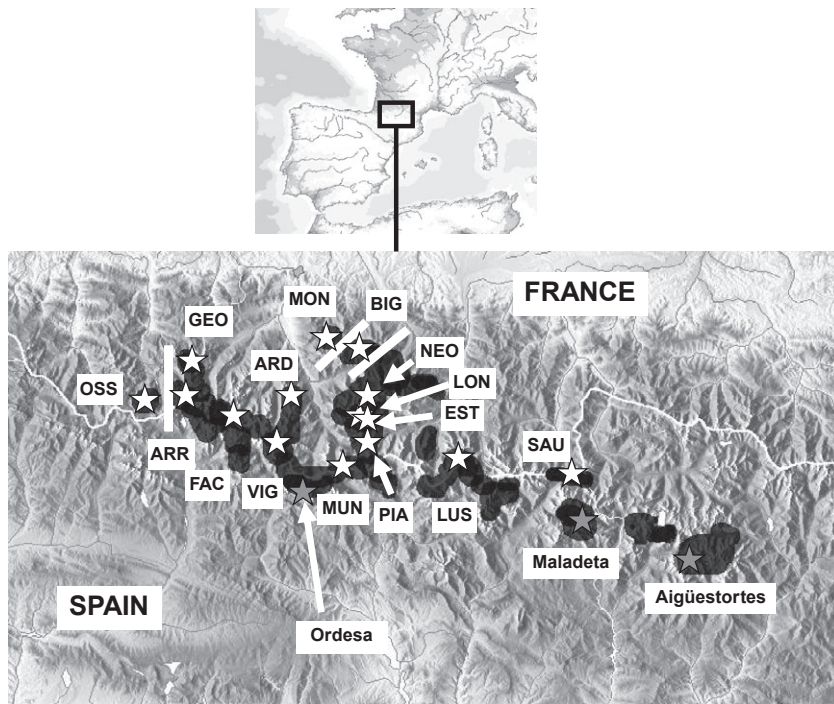 FRANCE
MON
BIG
GEO
NEO
ARD
LON
OSS
EST
ARR
SAU
FAC
VIG
MUN
PIA
LUS
Maladeta
Aigüestortes
SPAIN
Ordesa